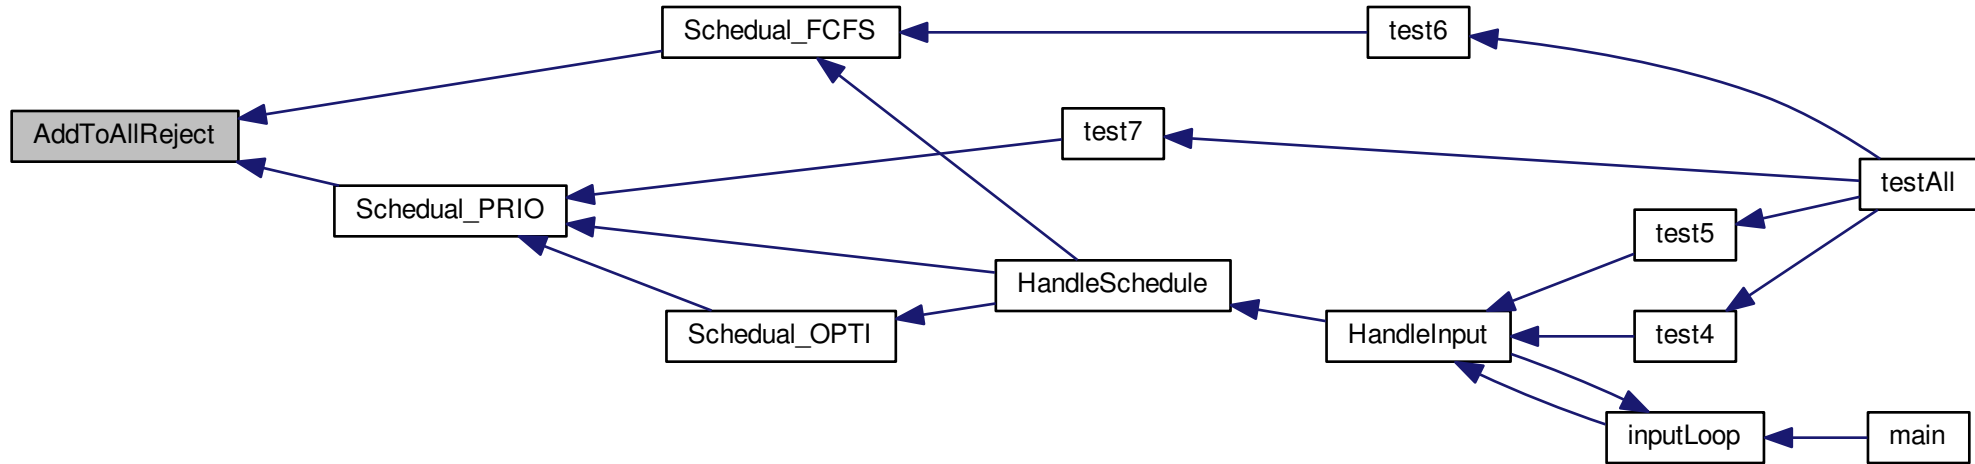 Schedual_FCFS
test6
AddToAllReject
test7
testAll
Schedual_PRIO
test5
HandleSchedule
Schedual_OPTI
HandleInput
test4
inputLoop
main